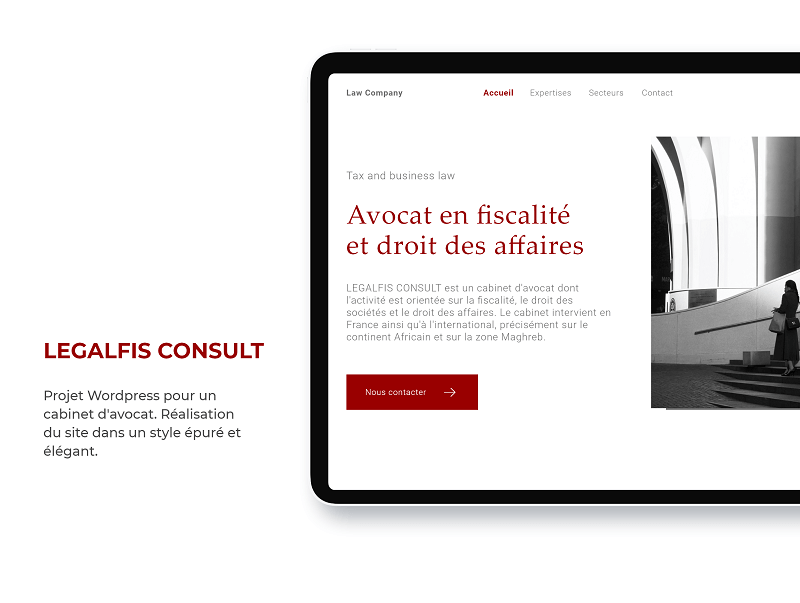 LEGALFIS CONSULT
Projet Wordpress pour un
cabinet d'avocat. Réalisation
du site dans un style épuré et
élégant.
Law Company
Accueil
Expertises
Secteurs
Contact
Tax and business law
Avocat en fiscalité
et droit des affaires
LEGALFIS CONSULT est un cabinet d'avocat dont
l'activité est orientée sur la fiscalité, le droit des
sociétés et le droit des affaires. Le cabinet intervient en
France ainsi qu'à l'international, précisément sur le
continent Africain et sur la zone Maghreb.
Nous contacter